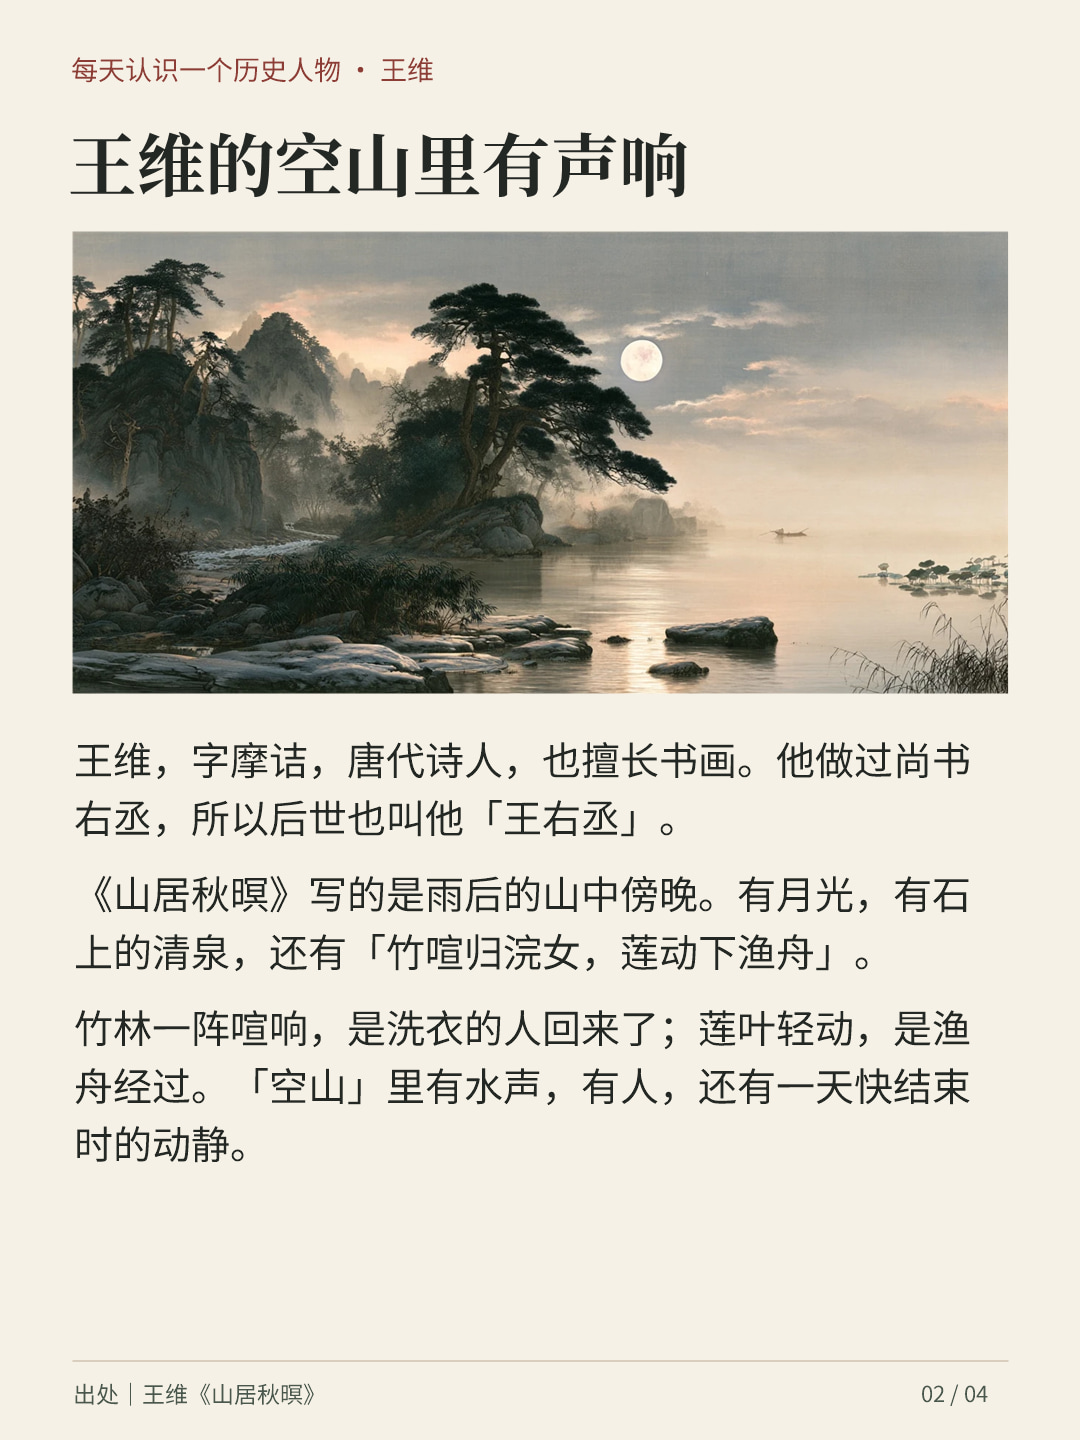 每天认识一个历史人物 · 王维
王维的空山里有声响
王维，字摩诘，唐代诗人，也擅长书画。他做过尚书
右丞，所以后世也叫他「王右丞」。
《山居秋暝》写的是雨后的山中傍晚。有月光，有石
上的清泉，还有「竹喧归浣女，莲动下渔舟」。
竹林一阵喧响，是洗衣的人回来了；莲叶轻动，是渔
舟经过。「空山」里有水声，有人，还有一天快结束
时的动静。
出处｜王维《山居秋暝》
02 / 04